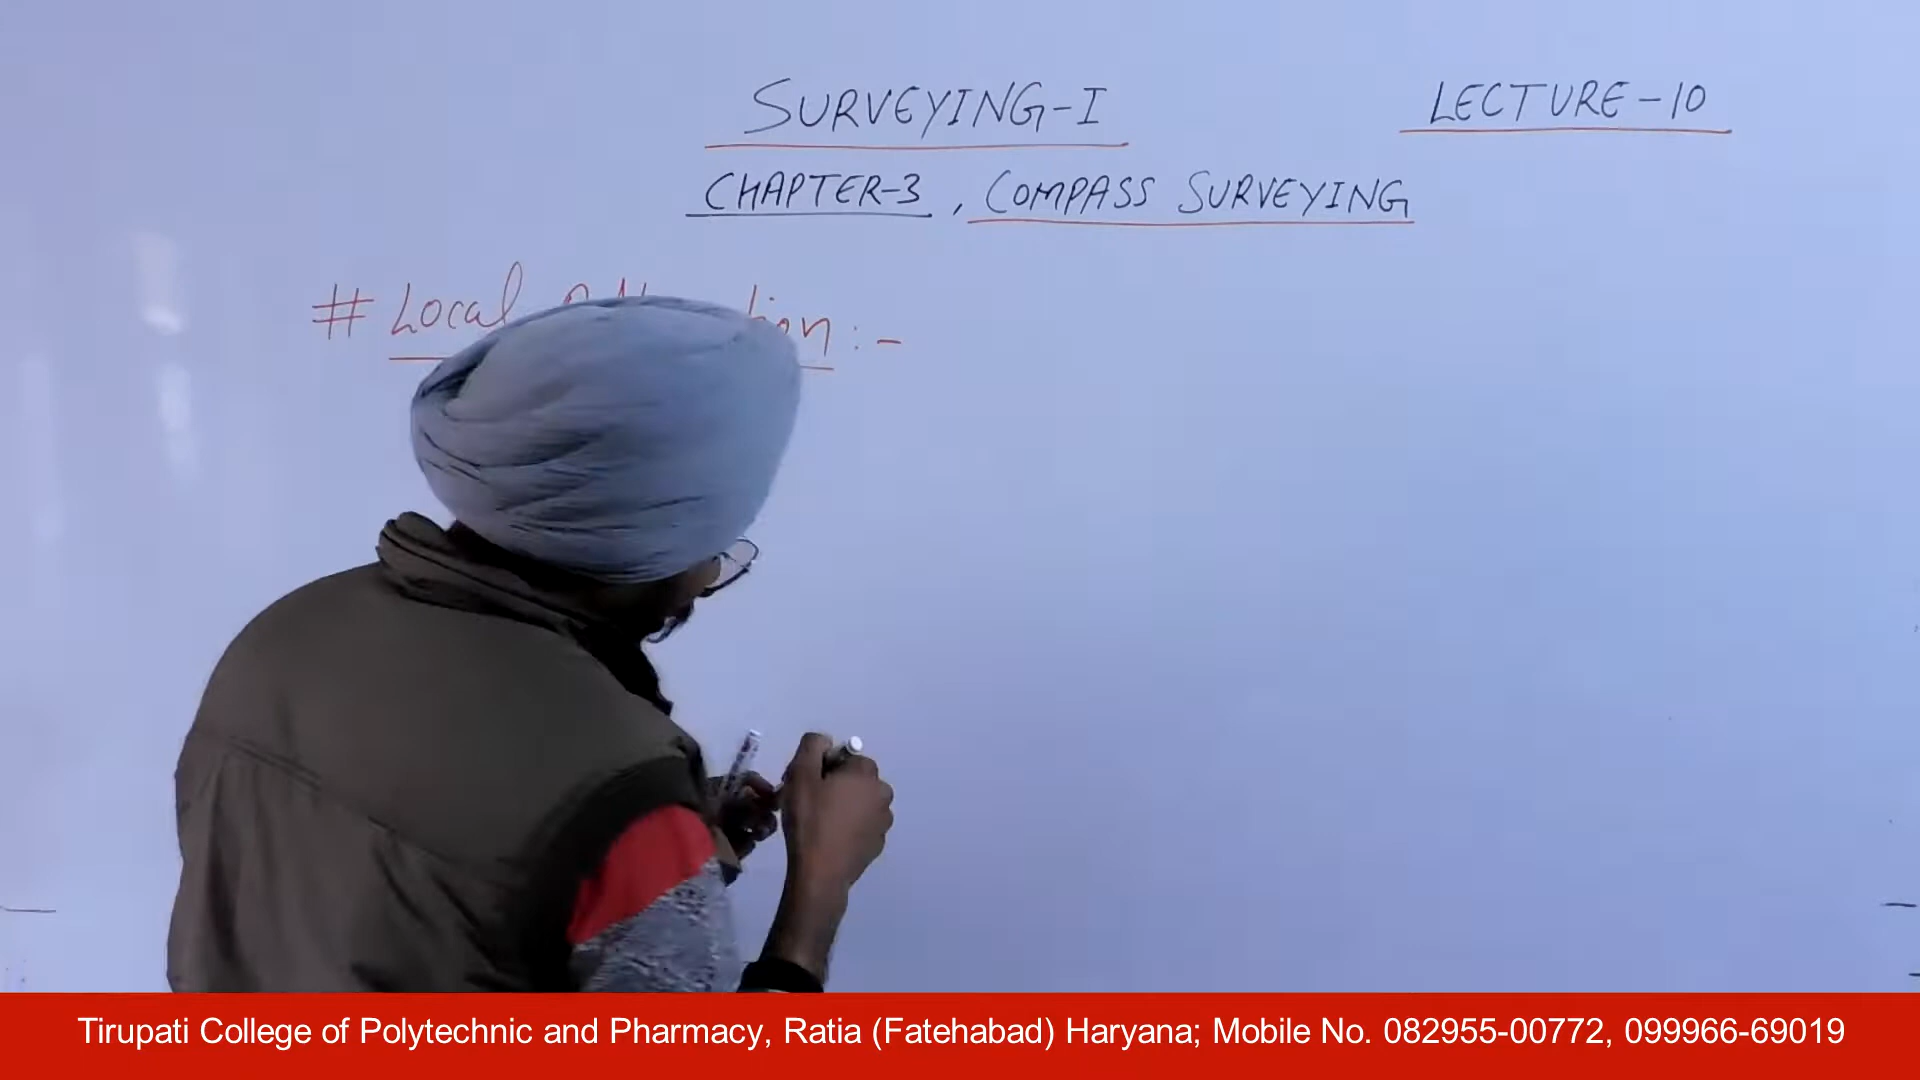 SURVEYING-I
LECTURE-10
CHAPTER-3, COMPASS SURVEYING
# Local :-
Tirupati College of Polytechnic and Pharmacy, Ratia (Fatehabad) Haryana; Mobile No. 082955-00772, 099966-69019